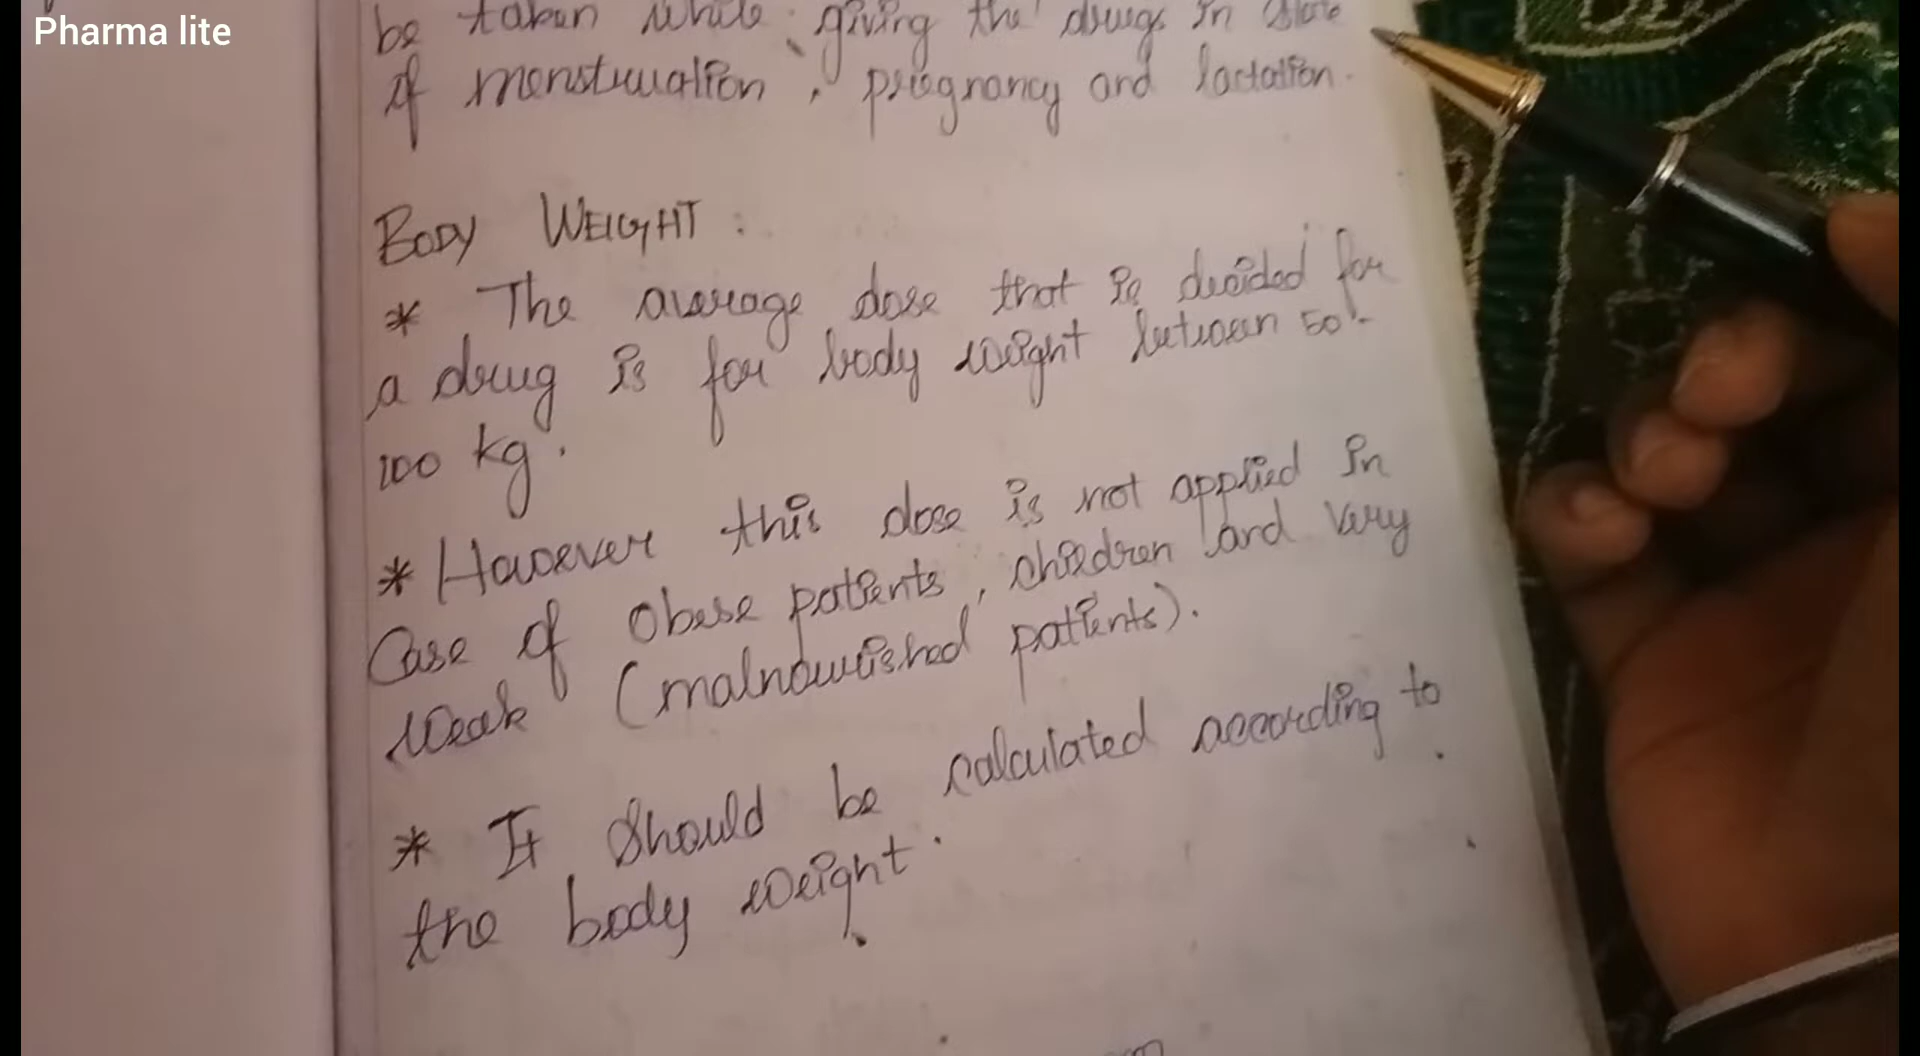 Pharma lite
be taken while giving the drugs in state
of menstruation, pregnancy and lactation.
BODY WEIGHT :
* The average dose that is decided for
a drug is for body weight between 50 -
100 kg.
* However this dose is not applied in
Case of Obese patients, children and very
weak (malnourished patients).
* It should be calculated according to
the body weight.